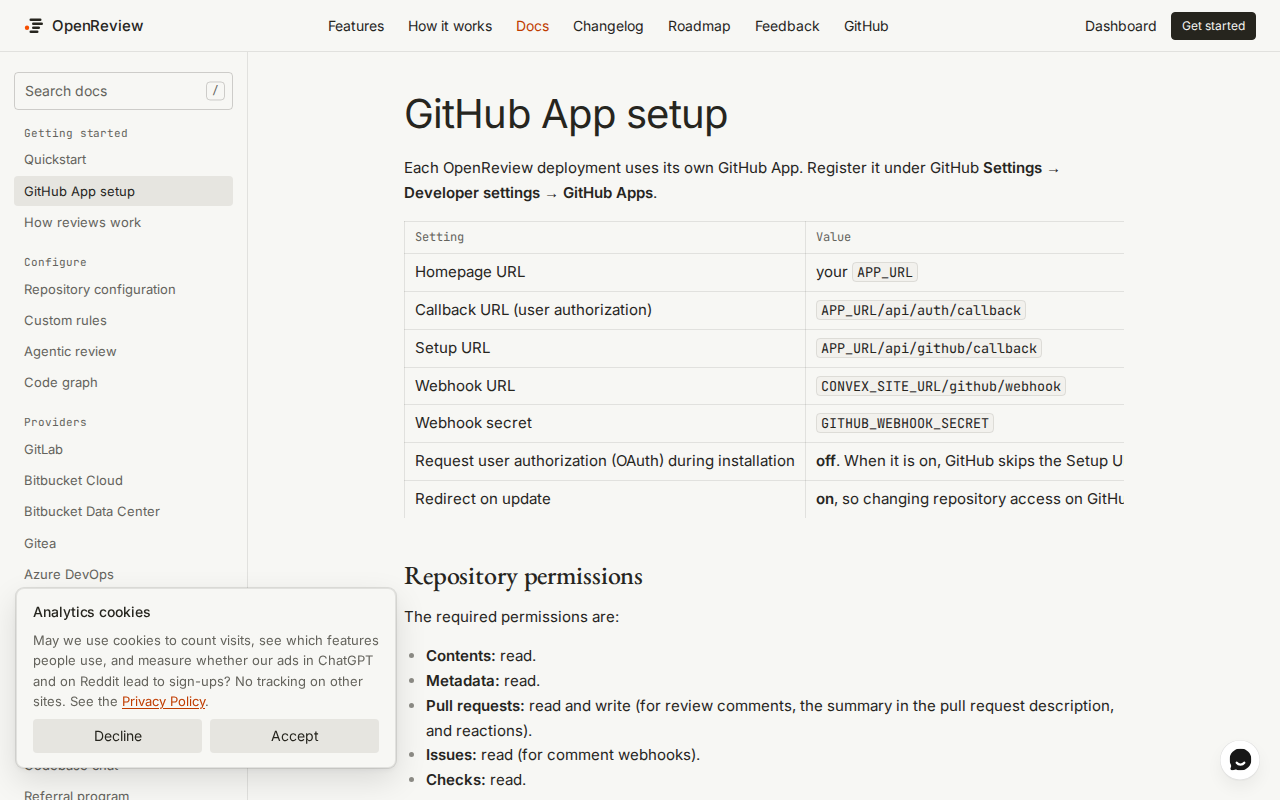 OpenReview
Features
How it works
Docs
Changelog
Roadmap
Feedback
GitHub
Dashboard
Get started
Search docs
/
Getting started
Quickstart
GitHub App setup
How reviews work
Configure
Repository configuration
Custom rules
Agentic review
Code graph
Providers
GitLab
Bitbucket Cloud
Bitbucket Data Center
Gitea
Azure DevOps
Referral program
GitHub App setup
Each OpenReview deployment uses its own GitHub App. Register it under GitHub Settings →
Developer settings → GitHub Apps.
Setting Value
Homepage URL your APP_URL
Callback URL (user authorization) APP_URL/api/auth/callback
Setup URL APP_URL/api/github/callback
Webhook URL CONVEX_SITE_URL/github/webhook
Webhook secret GITHUB_WEBHOOK_SECRET
Request user authorization (OAuth) during installation off. When it is on, GitHub skips the Setup U
Redirect on update on, so changing repository access on GitHu
Repository permissions
The required permissions are:
Contents: read.
Metadata: read.
Pull requests: read and write (for review comments, the summary in the pull request description,
and reactions).
Issues: read (for comment webhooks).
Checks: read.
Analytics cookies
May we use cookies to count visits, see which features
people use, and measure whether our ads in ChatGPT
and on Reddit lead to sign-ups? No tracking on other
sites. See the Privacy Policy.
Decline
Accept